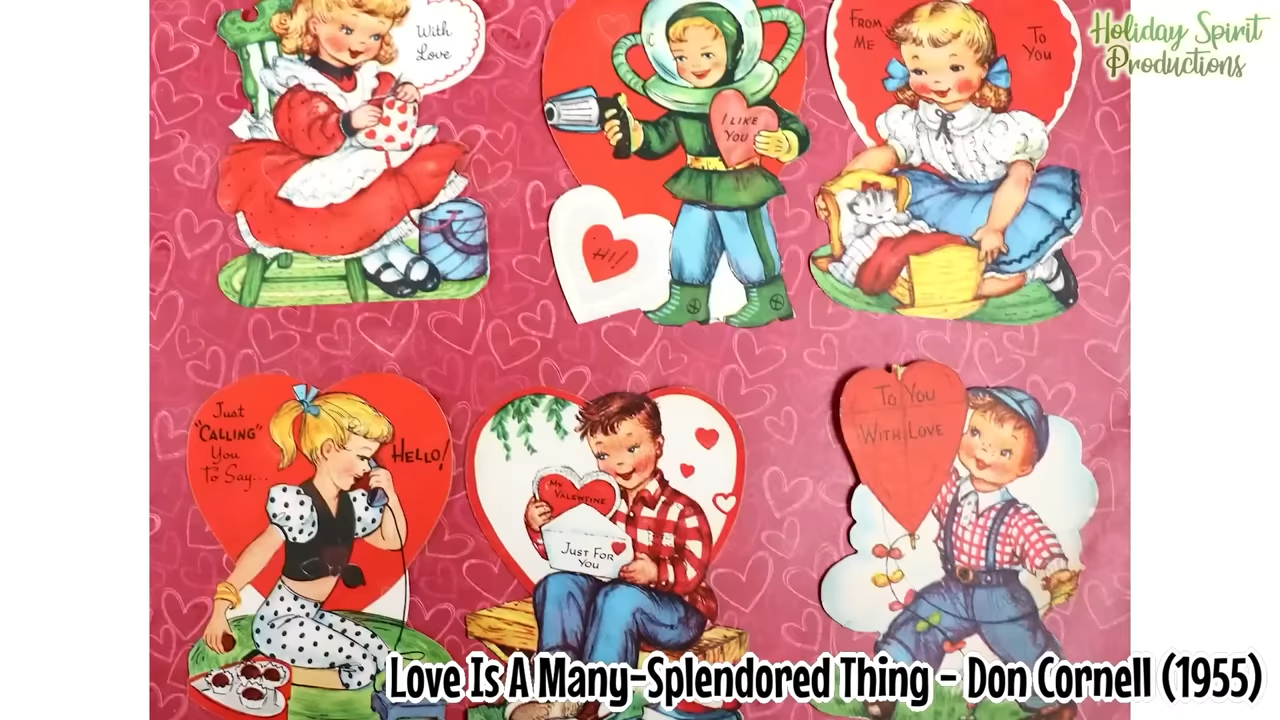 With
Love
I LIKE
YOU
HI!
FROM
ME
TO
YOU
Holiday Spirit
Productions
Just
"CALLING"
You
To Say...
HELLO!
MY
VALENTINE
JUST FOR
YOU
To You
WITH LOVE
Love Is A Many-Splendored Thing - Don Cornell (1955)